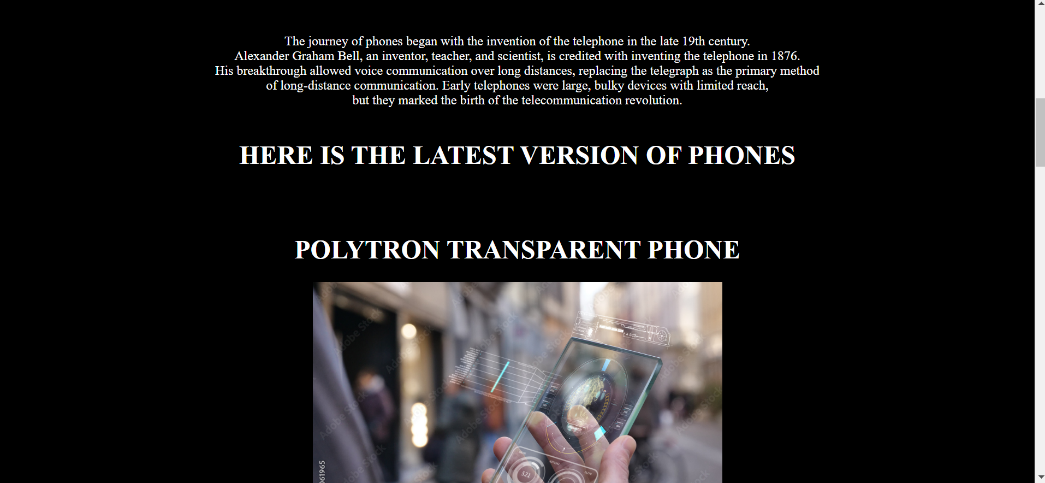 The journey of phones began with the invention of the telephone in the late 19th century.
Alexander Graham Bell, an inventor, teacher, and scientist, is credited with inventing the telephone in 1876.
His breakthrough allowed voice communication over long distances, replacing the telegraph as the primary method
of long-distance communication. Early telephones were large, bulky devices with limited reach,
but they marked the birth of the telecommunication revolution.
HERE IS THE LATEST VERSION OF PHONES
POLYTRON TRANSPARENT PHONE